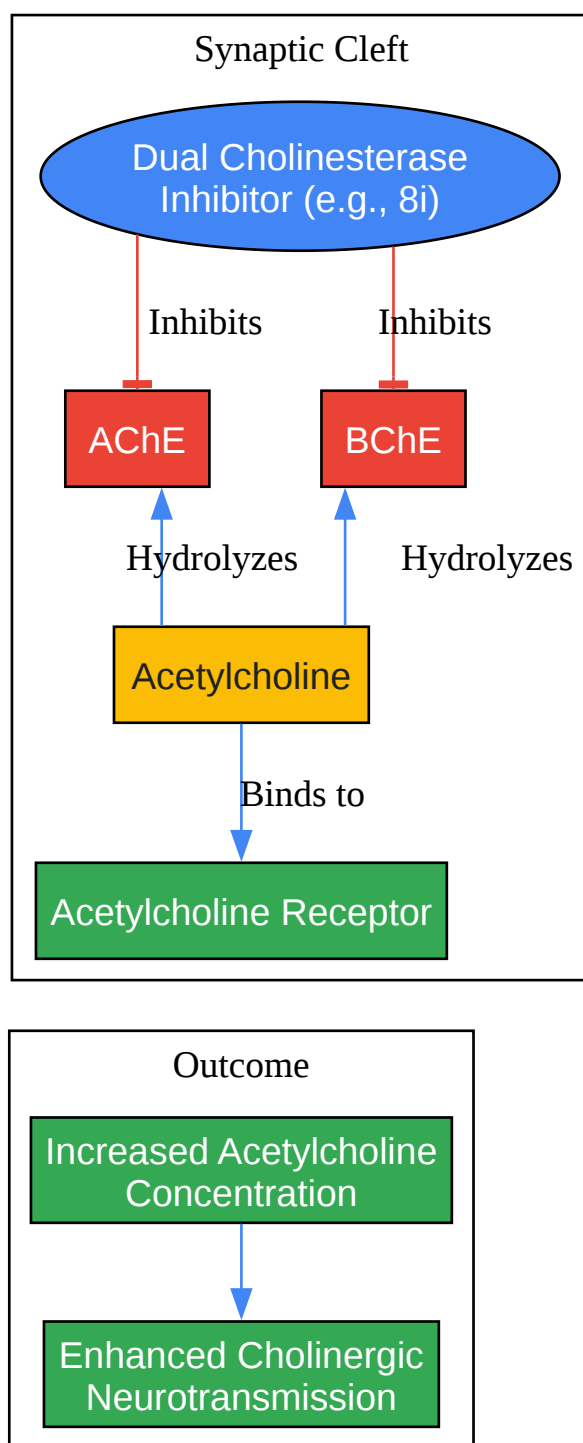 Synaptic Cleft
Dual Cholinesterase
Inhibitor (e.g., 8i)
Inhibits
Inhibits
AChE
BChE
Hydrolyzes
Hydrolyzes
Acetylcholine
Binds to
Acetylcholine Receptor
Outcome
Increased Acetylcholine
Concentration
Enhanced Cholinergic
Neurotransmission